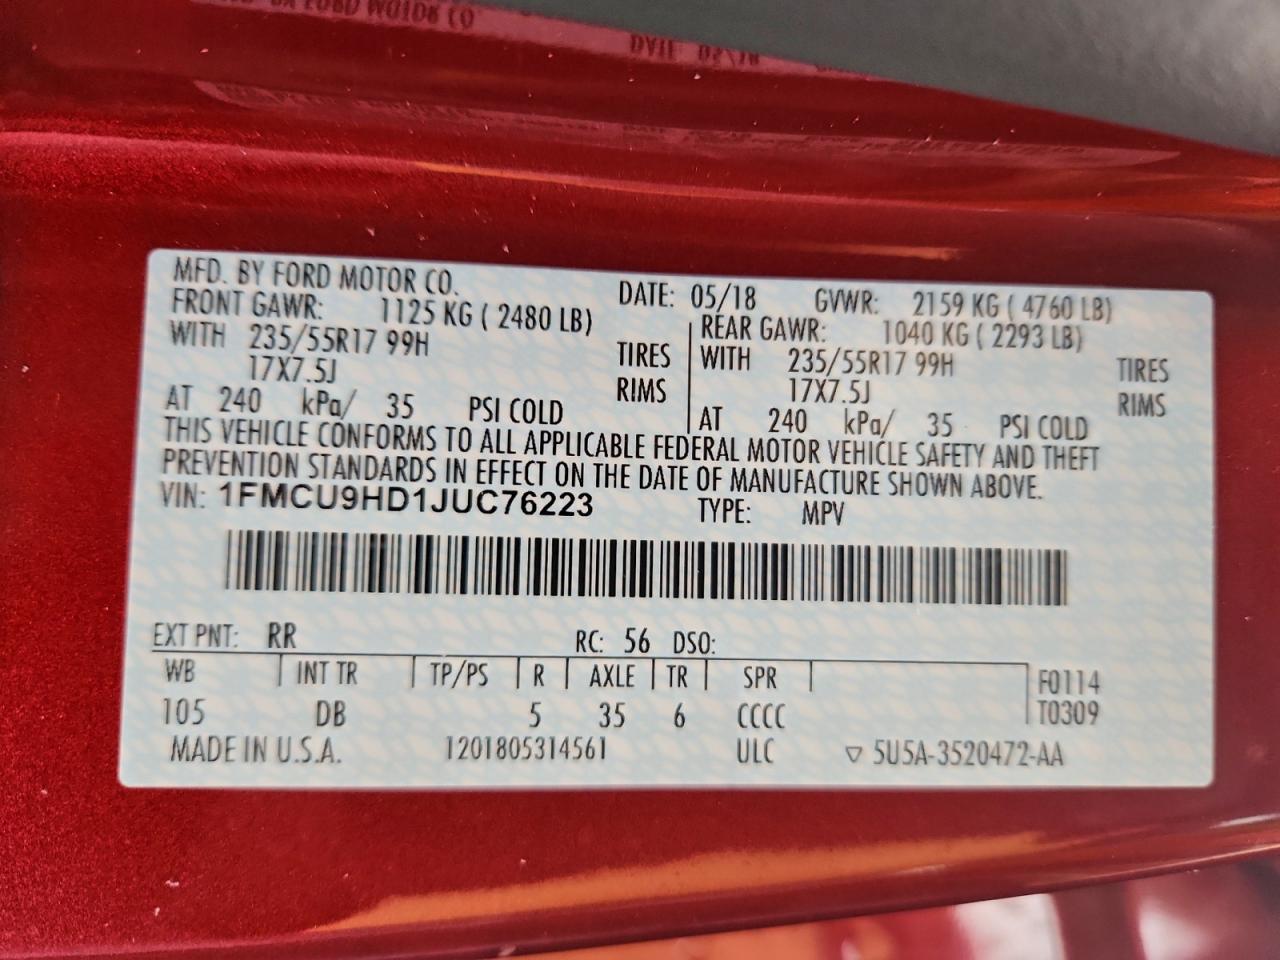 MFD. BY FORD MOTOR CO. DATE: 05/18 GVWR: 2159 KG ( 4760 LB)
FRONT GAWR: 1125 KG ( 2480 LB) REAR GAWR: 1040 KG ( 2293 LB)
WITH 235/55R17 99H TIRES WITH 235/55R17 99H TIRES
17X7.5J RIMS 17X7.5J RIMS
AT 240 kPa/ 35 PSI COLD AT 240 kPa/ 35 PSI COLD
THIS VEHICLE CONFORMS TO ALL APPLICABLE FEDERAL MOTOR VEHICLE SAFETY AND THEFT
PREVENTION STANDARDS IN EFFECT ON THE DATE OF MANUFACTURE SHOWN ABOVE.
VIN: 1FMCU9HD1JUC76223 TYPE: MPV
EXT PNT: RR RC: 56 DSO:
WB INT TR TP/PS R AXLE TR SPR F0114
105 DB 5 35 6 CCCC T0309
MADE IN U.S.A. 1201805314561 ULC ▽ 5U5A-3520472-AA